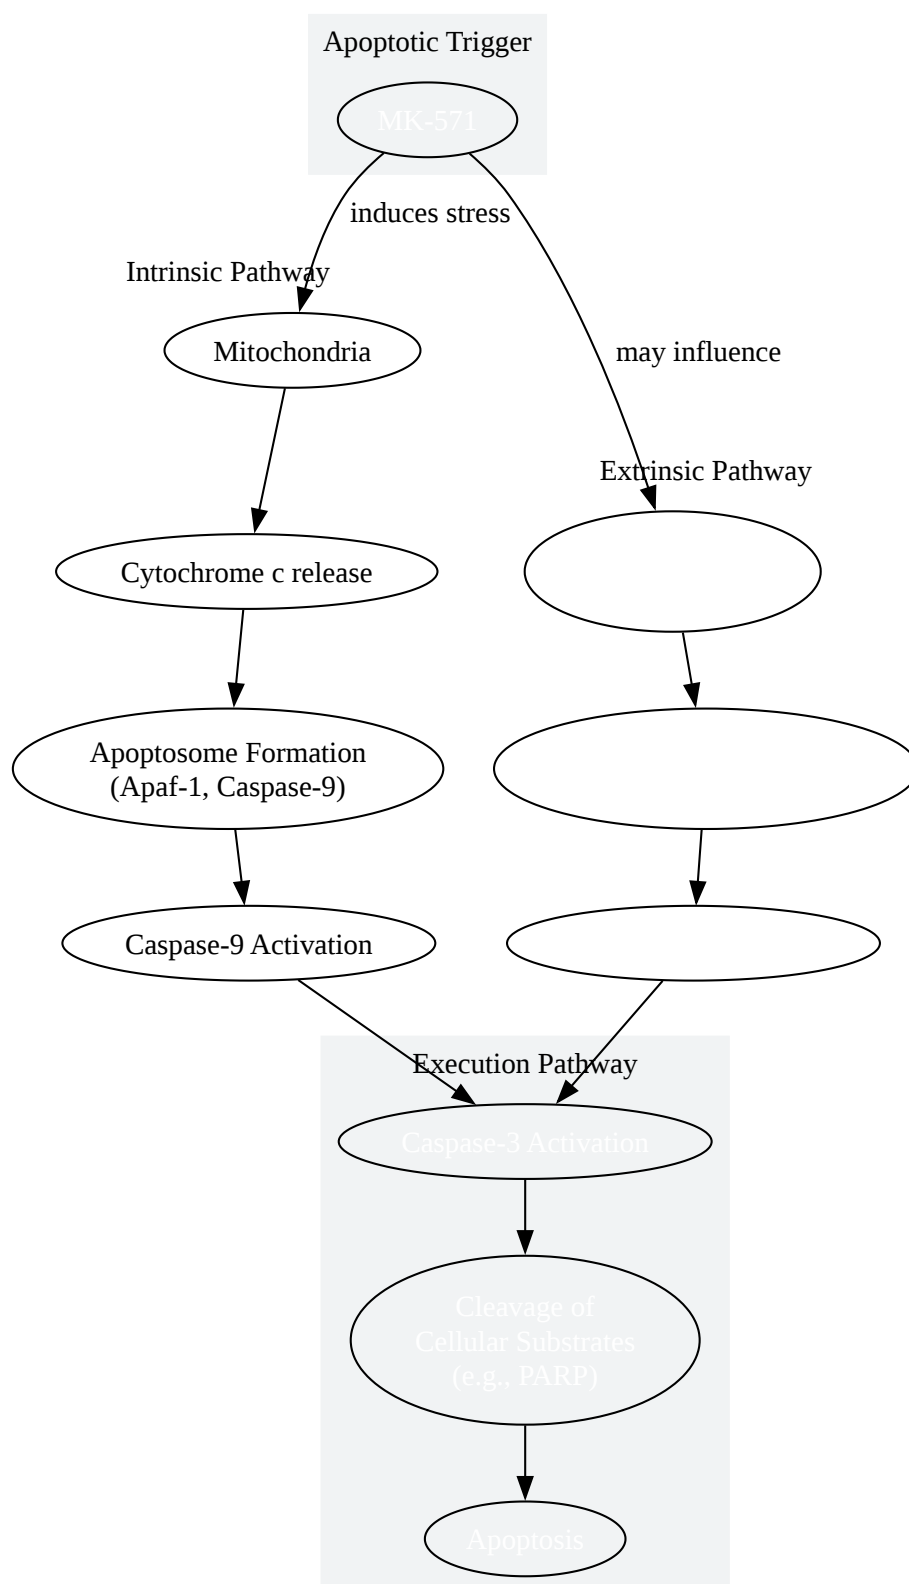 Apoptotic Trigger
MK-571
induces stress
Intrinsic Pathway
Mitochondria
may influence
Extrinsic Pathway
Cytochrome c release
Apoptosome Formation
(Apaf-1, Caspase-9)
Caspase-9 Activation
Execution Pathway
Caspase-3 Activation
Cleavage of
Cellular Substrates
(e.g., PARP)
Apoptosis